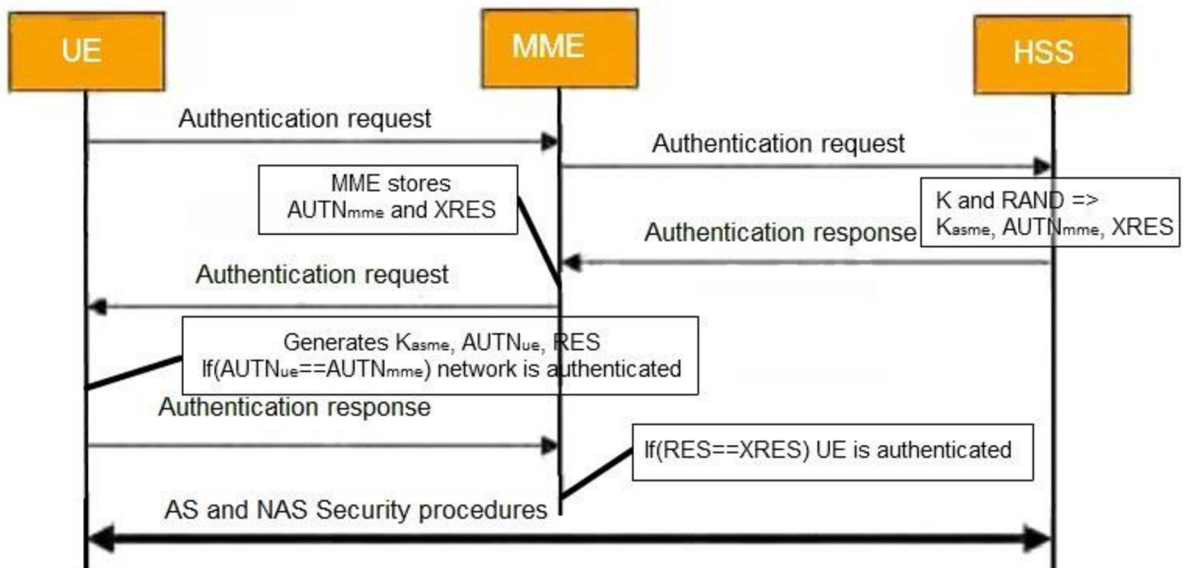 UE
MME
HSS
Authentication request
Authentication request
MME stores
AUTNmme and XRES
K and RAND =>
Kasme, AUTNmme, XRES
Authentication response
Authentication request
Generates Kasme, AUTNue, RES
If(AUTNue==AUTNmme) network is authenticated
Authentication response
If(RES==XRES) UE is authenticated
AS and NAS Security procedures